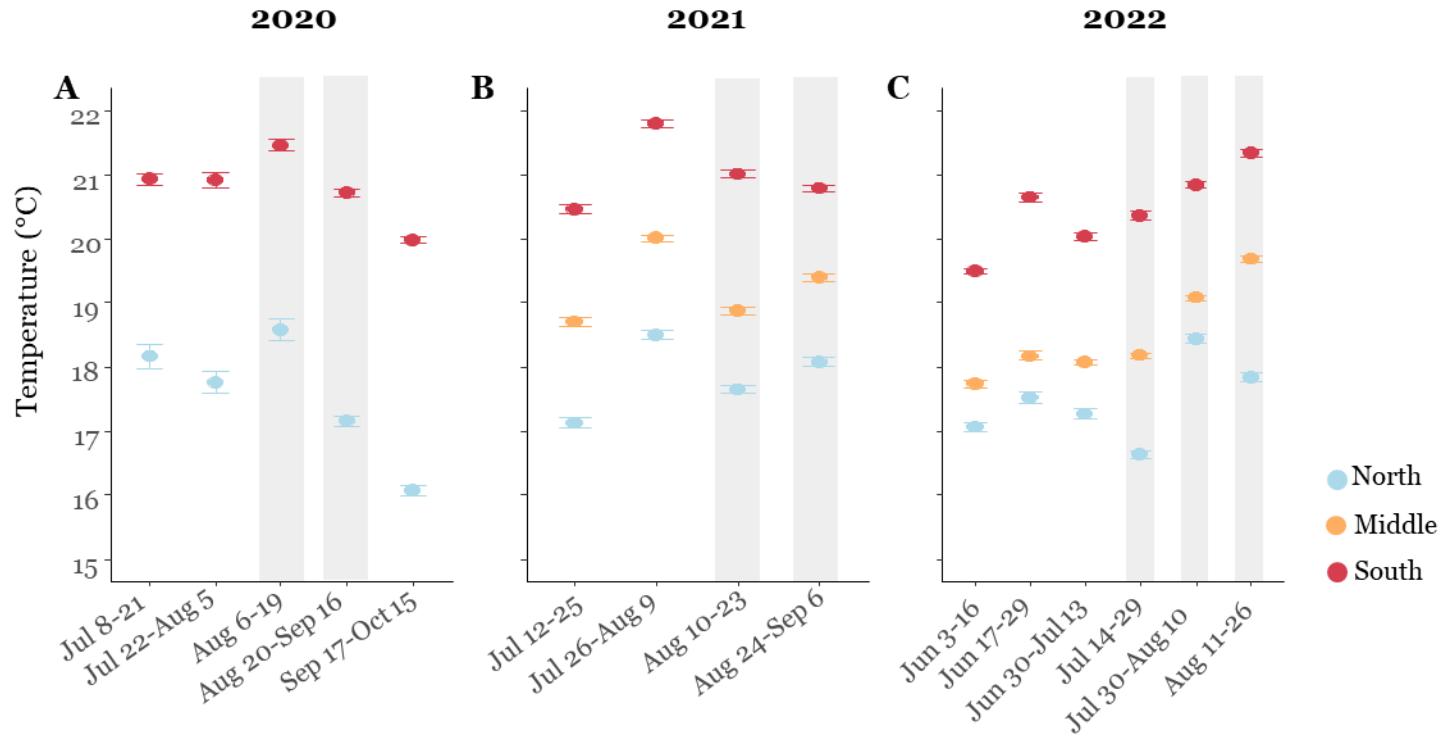 2020 2021 2022
A B C
Temperature (°C)
22
21
20
19
18
17
16
15
Jul 8-21
Jul 22-Aug 5
Aug 6-19
Aug 20-Sep 16
Sep 17-Oct 15
Jul 12-25
Jul 26-Aug 9
Aug 10-23
Aug 24-Sep 6
Jun 3-16
Jun 17-29
Jun 30-Jul 13
Jul 14-29
Jul 30-Aug 10
Aug 11-26
North
Middle
South